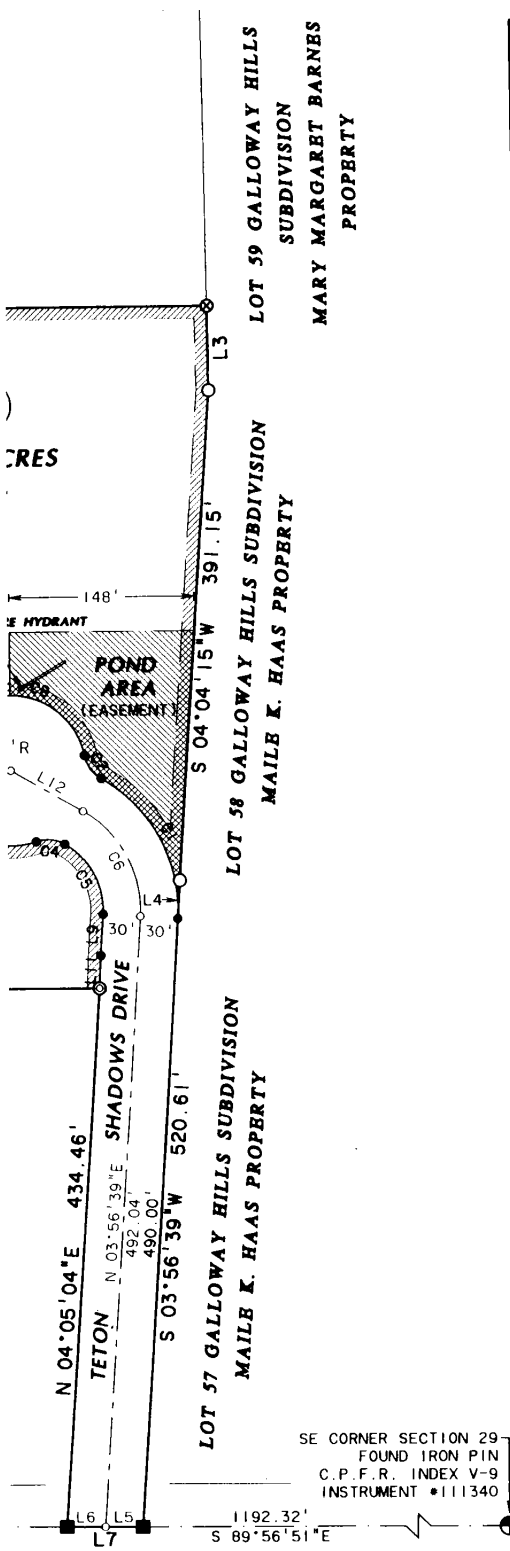 LOT 59 GALLOWAY HILLS
SUBDIVISION
MARY MARGARET BARNES
PROPERTY
L3
)
CRES
391.15'
S 04°04'15"W
LOT 58 GALLOWAY HILLS SUBDIVISION
MAILE K. HAAS PROPERTY
148'
E HYDRANT
POND
AREA
(EASEMENT)
C8
'R
L12
C6
C4
C5
L4
L9
30'
30'
TETON SHADOWS DRIVE
N 03°56'39"E
492.04'
490.00'
520.61'
S 03°56'39"W
434.46'
N 04°05'04"E
LOT 57 GALLOWAY HILLS SUBDIVISION
MAILE K. HAAS PROPERTY
SE CORNER SECTION 29
FOUND IRON PIN
C.P.F.R. INDEX V-9
INSTRUMENT #111340
L6
L5
L7
1192.32'
S 89°56'51"E